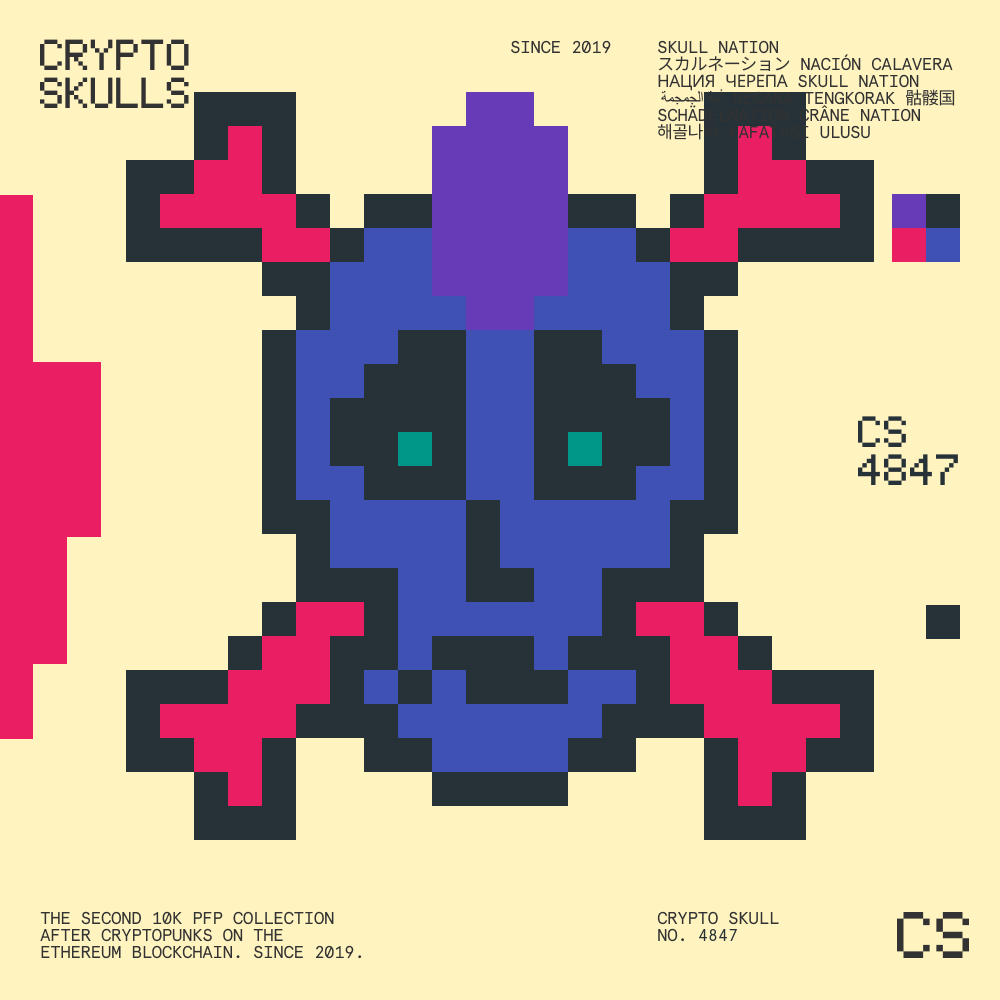 CRYPTO
SKULLS
SINCE 2019
SKULL NATION
スカルネーション NACIÓN CALAVERA
НАЦИЯ ЧЕРЕПА SKULL NATION
الجمجمة TENGKORAK 骷髅国
CRÂNE NATION
해골나 ULUSU
CS
4847
THE SECOND 10K PFP COLLECTION
AFTER CRYPTOPUNKS ON THE
ETHEREUM BLOCKCHAIN. SINCE 2019.
CRYPTO SKULL
NO. 4847
CS